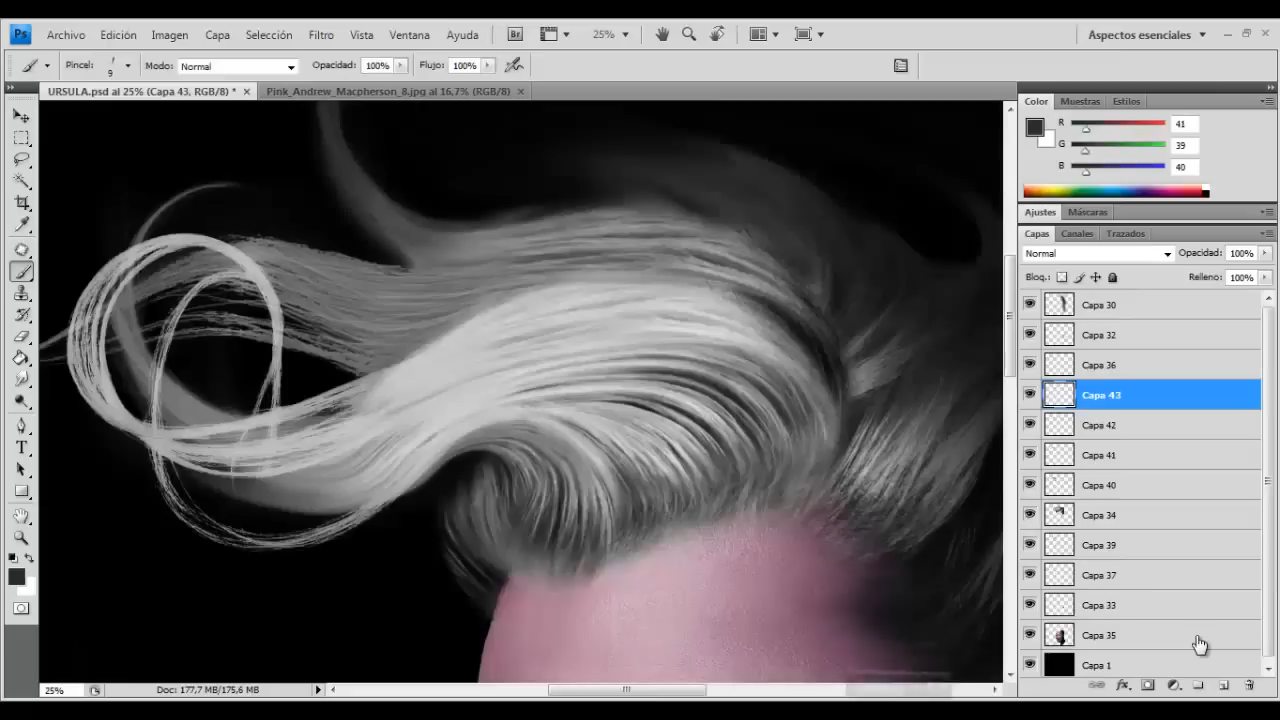 Ps Archivo Edición Imagen Capa Selección Filtro Vista Ventana Ayuda Br 25% Aspectos esenciales
Pincel: 9 Modo: Normal Opacidad: 100% Flujo: 100%
URSULA.psd al 25% (Capa 43, RGB/8) * Pink_Andrew_Macpherson_8.jpg al 16,7% (RGB/8)
Color Muestras Estilos
R 41
G 39
B 40
Ajustes Máscaras
Capas Canales Trazados
Normal Opacidad: 100%
Bloq.: Relleno: 100%
Capa 30
Capa 32
Capa 36
Capa 43
Capa 42
Capa 41
Capa 40
Capa 34
Capa 39
Capa 37
Capa 33
Capa 35
Capa 1
T
25% Doc: 177,7 MB/175,6 MB
fx